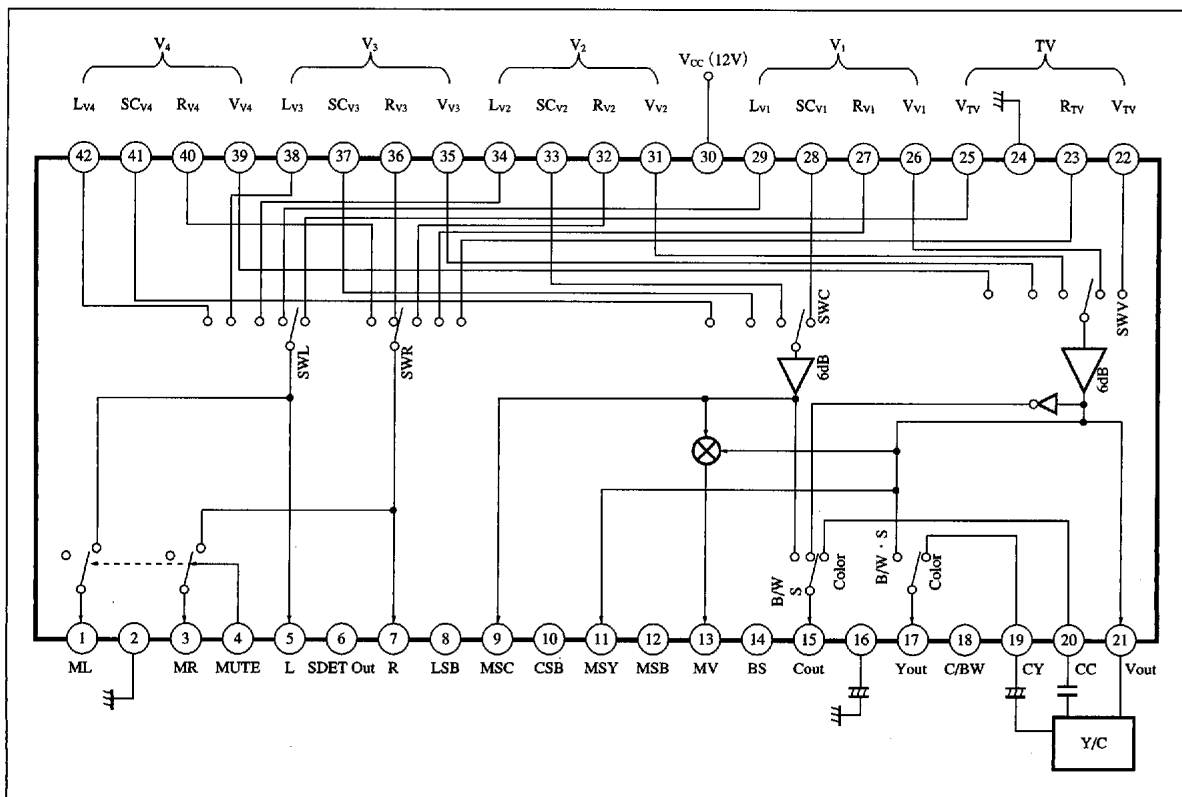 V4 V3 V2 VCC (12V) V1 TV
LV4 SCV4 RV4 VV4 LV3 SCV3 RV3 VV3 LV2 SCV2 RV2 VV2 LV1 SCV1 RV1 VV1 VTV RTV VTV
42 41 40 39 38 37 36 35 34 33 32 31 30 29 28 27 26 25 24 23 22
SWL
SWR
SWC
SWV
6dB
6dB
B/W
S
Color
B/W · S
Color
1 2 3 4 5 6 7 8 9 10 11 12 13 14 15 16 17 18 19 20 21
ML MR MUTE L SDET Out R LSB MSC CSB MSY MSB MV BS Cout Yout C/BW CY CC Vout
Y/C